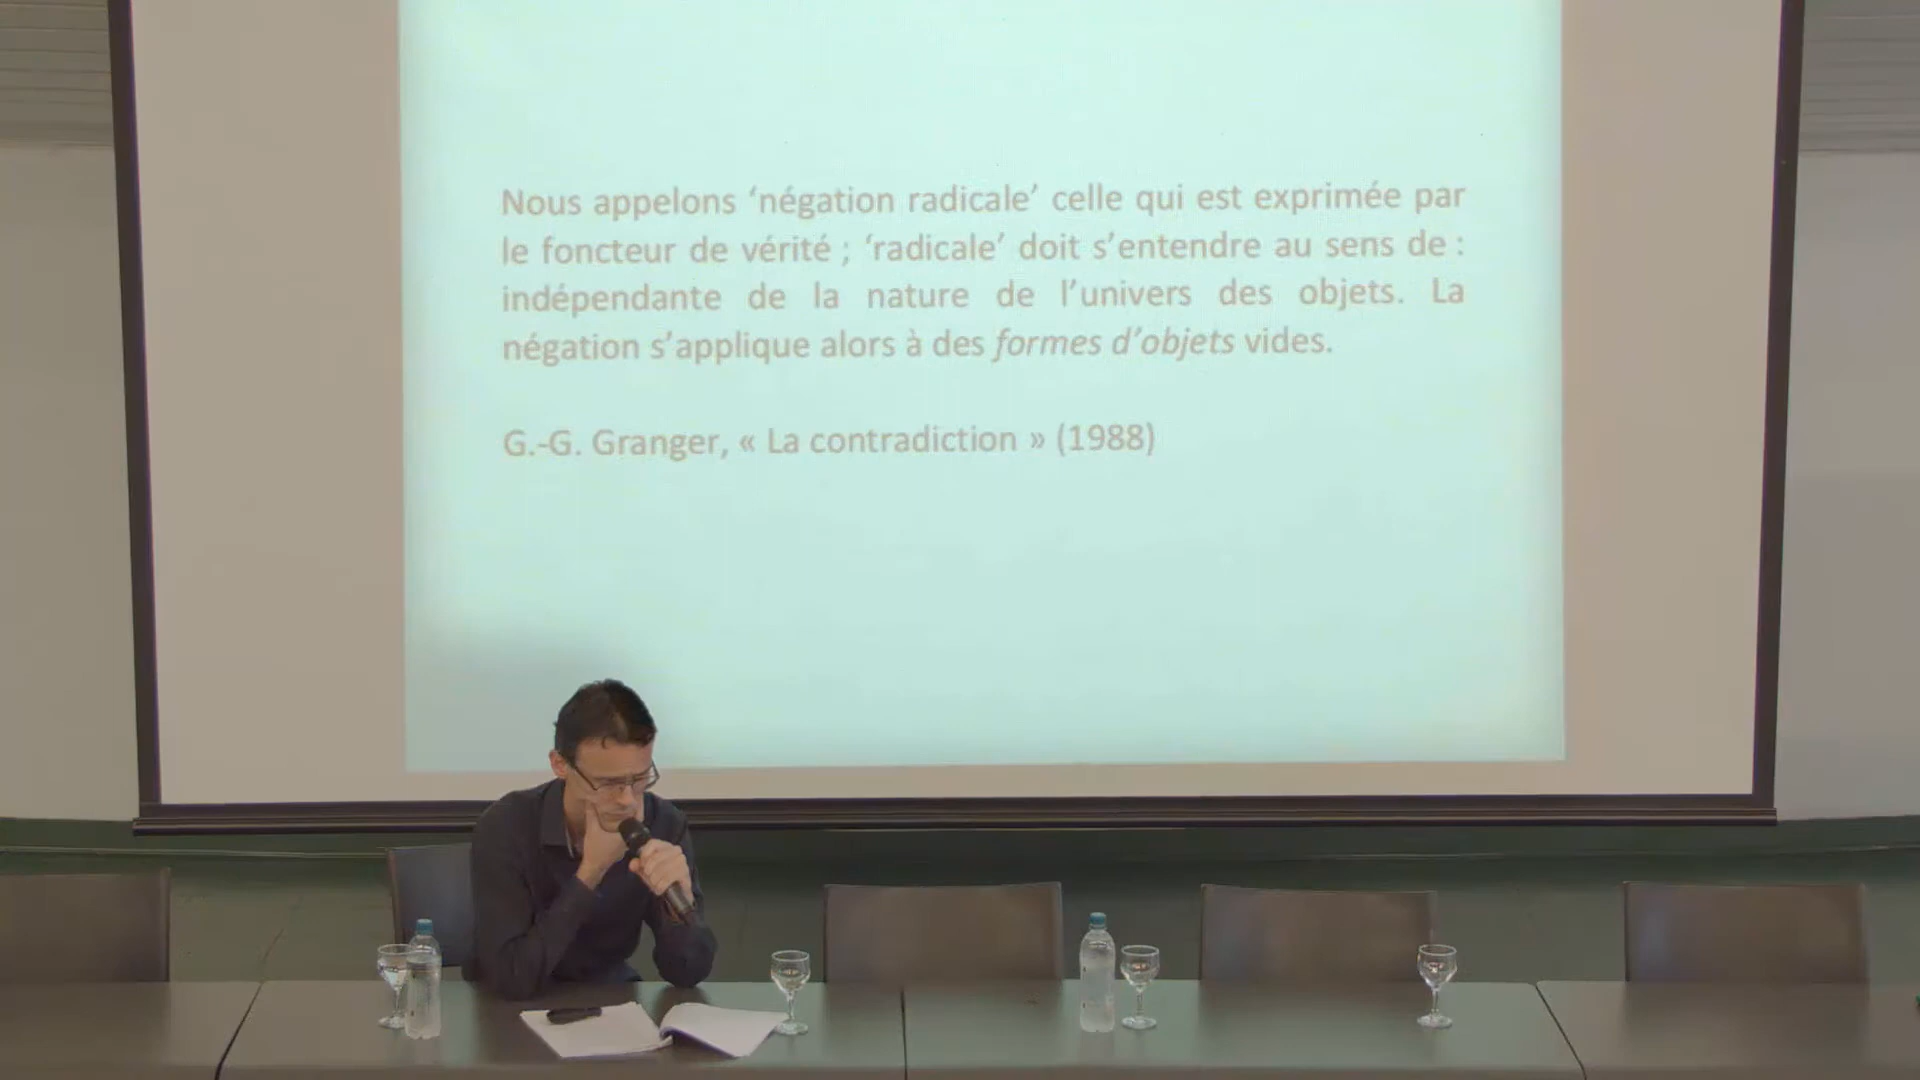 Nous appelons ‘négation radicale’ celle qui est exprimée par
le foncteur de vérité ; ‘radicale’ doit s’entendre au sens de :
indépendante de la nature de l’univers des objets. La
négation s’applique alors à des formes d’objets vides.
G.-G. Granger, « La contradiction » (1988)